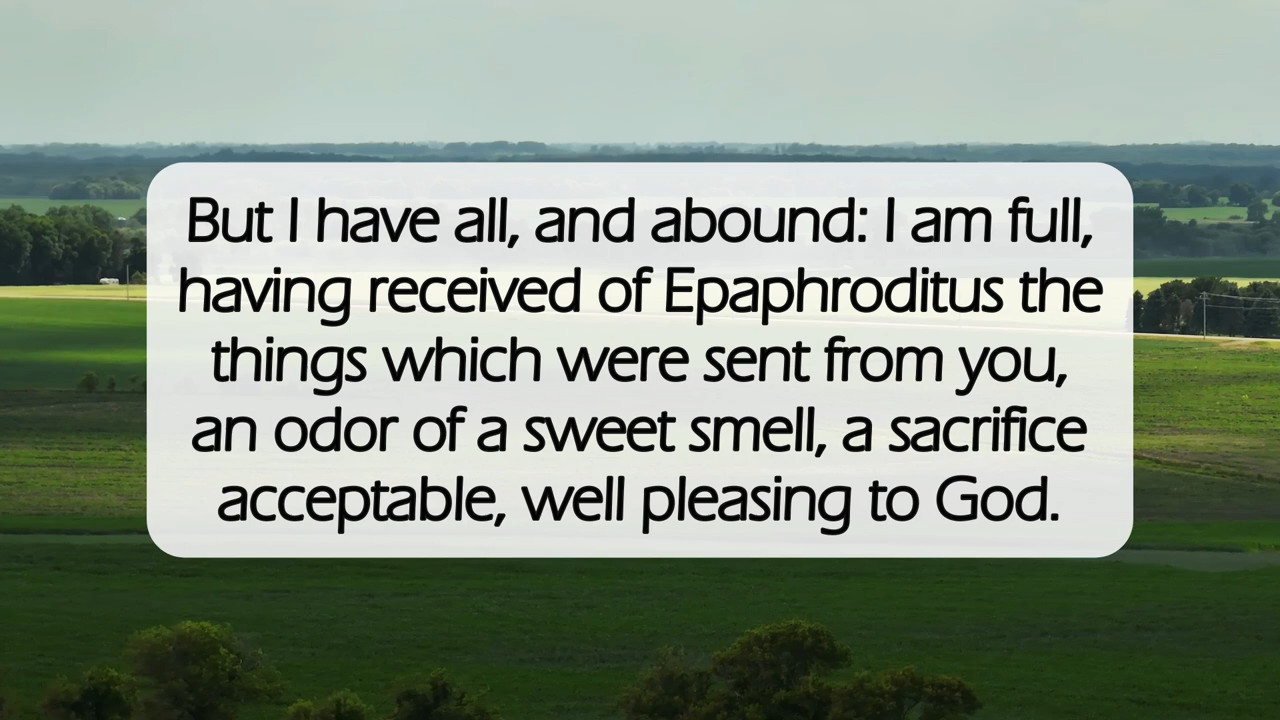 But I have all, and abound: I am full,
having received of Epaphroditus the
things which were sent from you,
an odor of a sweet smell, a sacrifice
acceptable, well pleasing to God.